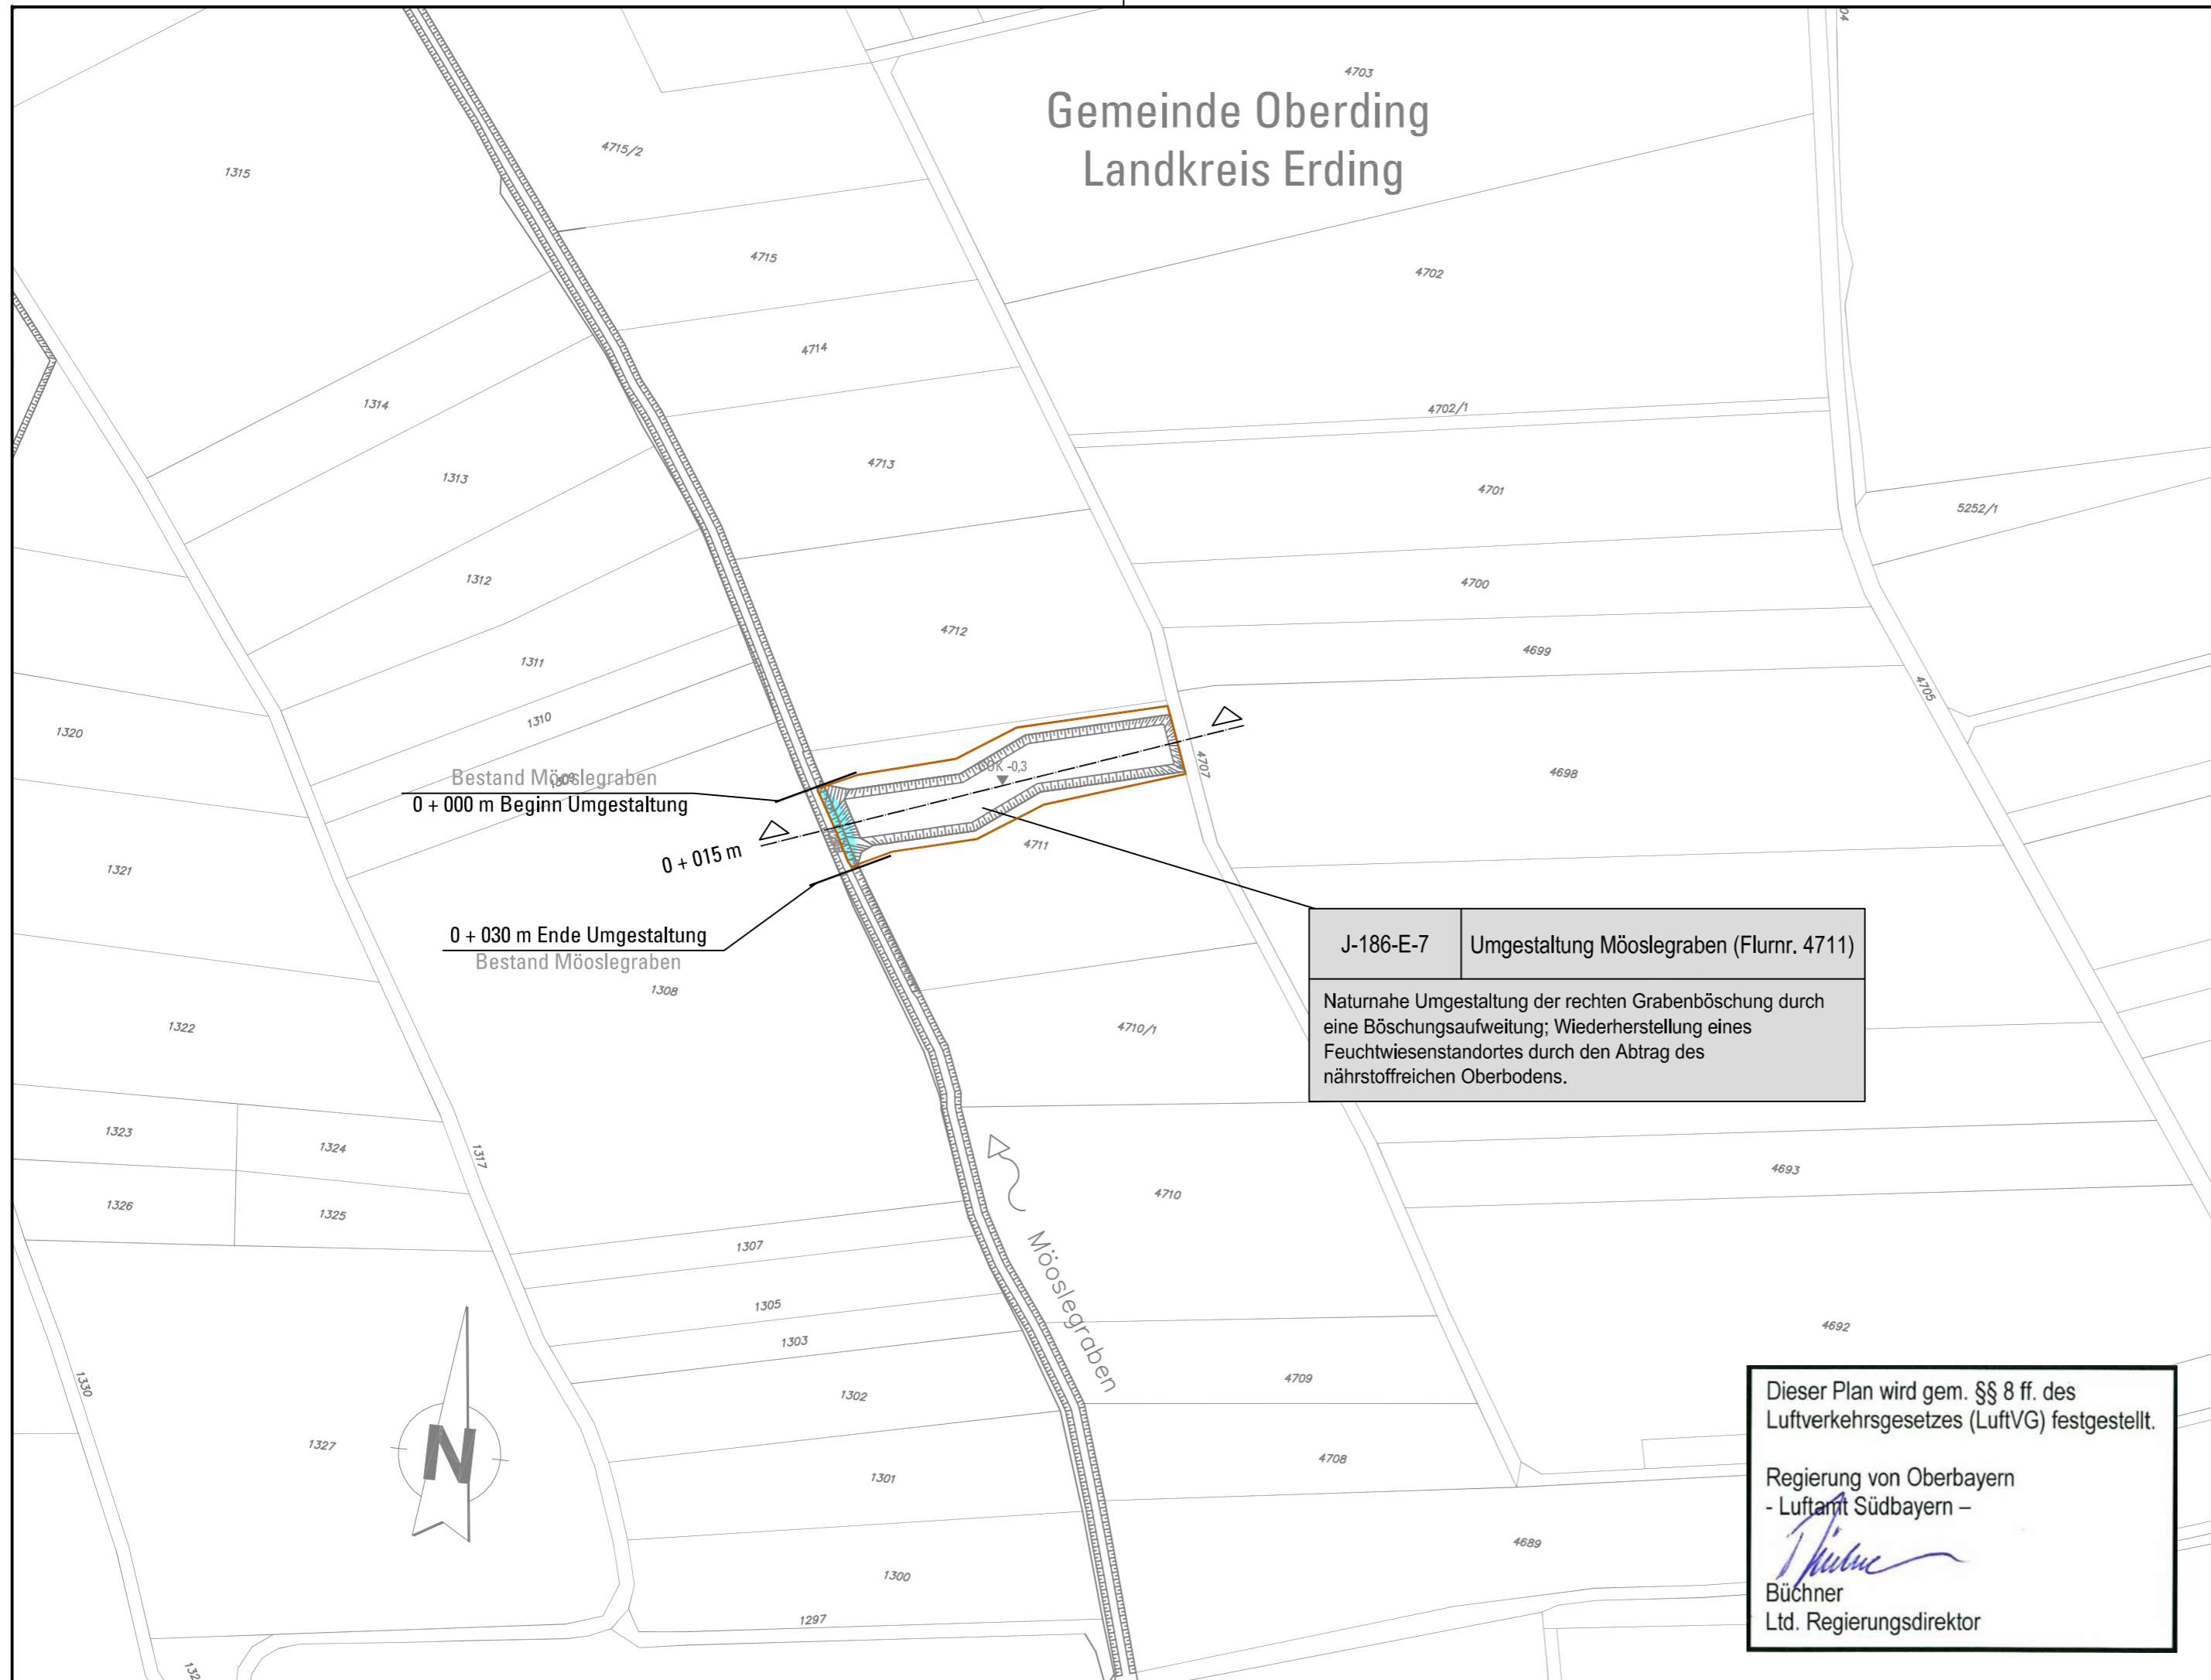 04
4703
Gemeinde Oberding
Landkreis Erding
4715/2
1315
4715
4702
4714
1314
4702/1
4713
1313
4701
5252/1
1312
4700
4712
1311
4699
4705
1310
1320
4707
4698
Bestand Möoslegraben
-0,3
0 + 000 m Beginn Umgestaltung
0 + 015 m
4711
1321
0 + 030 m Ende Umgestaltung
Bestand Möoslegraben
1308
J-186-E-7
Umgestaltung Möoslegraben (Flurnr. 4711)
Naturnahe Umgestaltung der rechten Grabenböschung durch
eine Böschungsaufweitung; Wiederherstellung eines
Feuchtwiesenstandortes durch den Abtrag des
nährstoffreichen Oberbodens.
1322
4710/1
1323
1324
1317
4693
4710
1326
1325
1307
Möoslegraben
1305
4692
1303
1330
4709
1302
N
1327
4708
1301
4689
1300
1297
132
Dieser Plan wird gem. §§ 8 ff. des
Luftverkehrsgesetzes (LuftVG) festgestellt.
Regierung von Oberbayern
- Luftamt Südbayern –
Büchner
Ltd. Regierungsdirektor